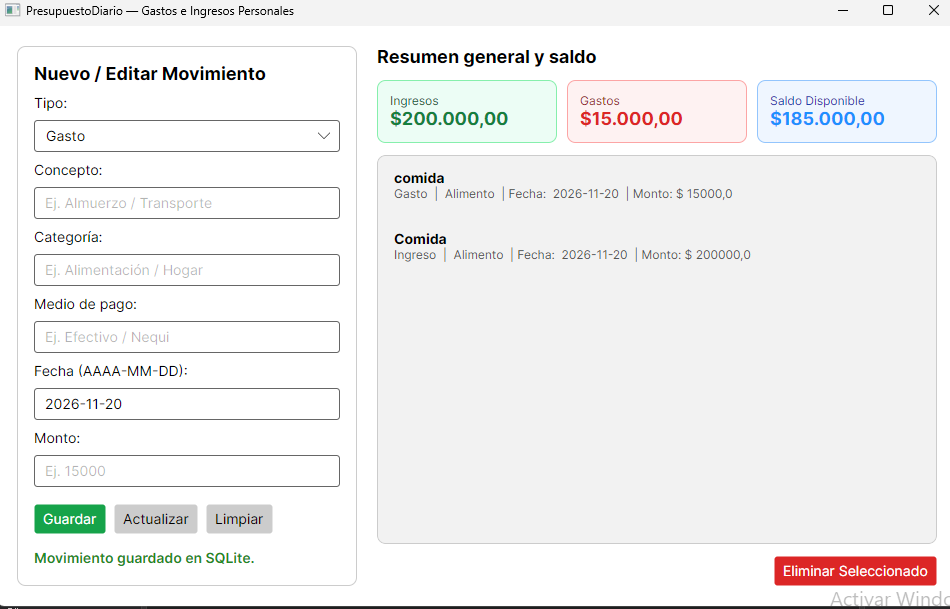 PresupuestoDiario — Gastos e Ingresos Personales
Nuevo / Editar Movimiento
Tipo:
Gasto
Concepto:
Ej. Almuerzo / Transporte
Categoría:
Ej. Alimentación / Hogar
Medio de pago:
Ej. Efectivo / Nequi
Fecha (AAAA-MM-DD):
2026-11-20
Monto:
Ej. 15000
Guardar Actualizar Limpiar
Movimiento guardado en SQLite.
Resumen general y saldo
Ingresos
$200.000,00
Gastos
$15.000,00
Saldo Disponible
$185.000,00
comida
Gasto | Alimento | Fecha: 2026-11-20 | Monto: $ 15000,0
Comida
Ingreso | Alimento | Fecha: 2026-11-20 | Monto: $ 200000,0
Eliminar Seleccionado
Activar Windo